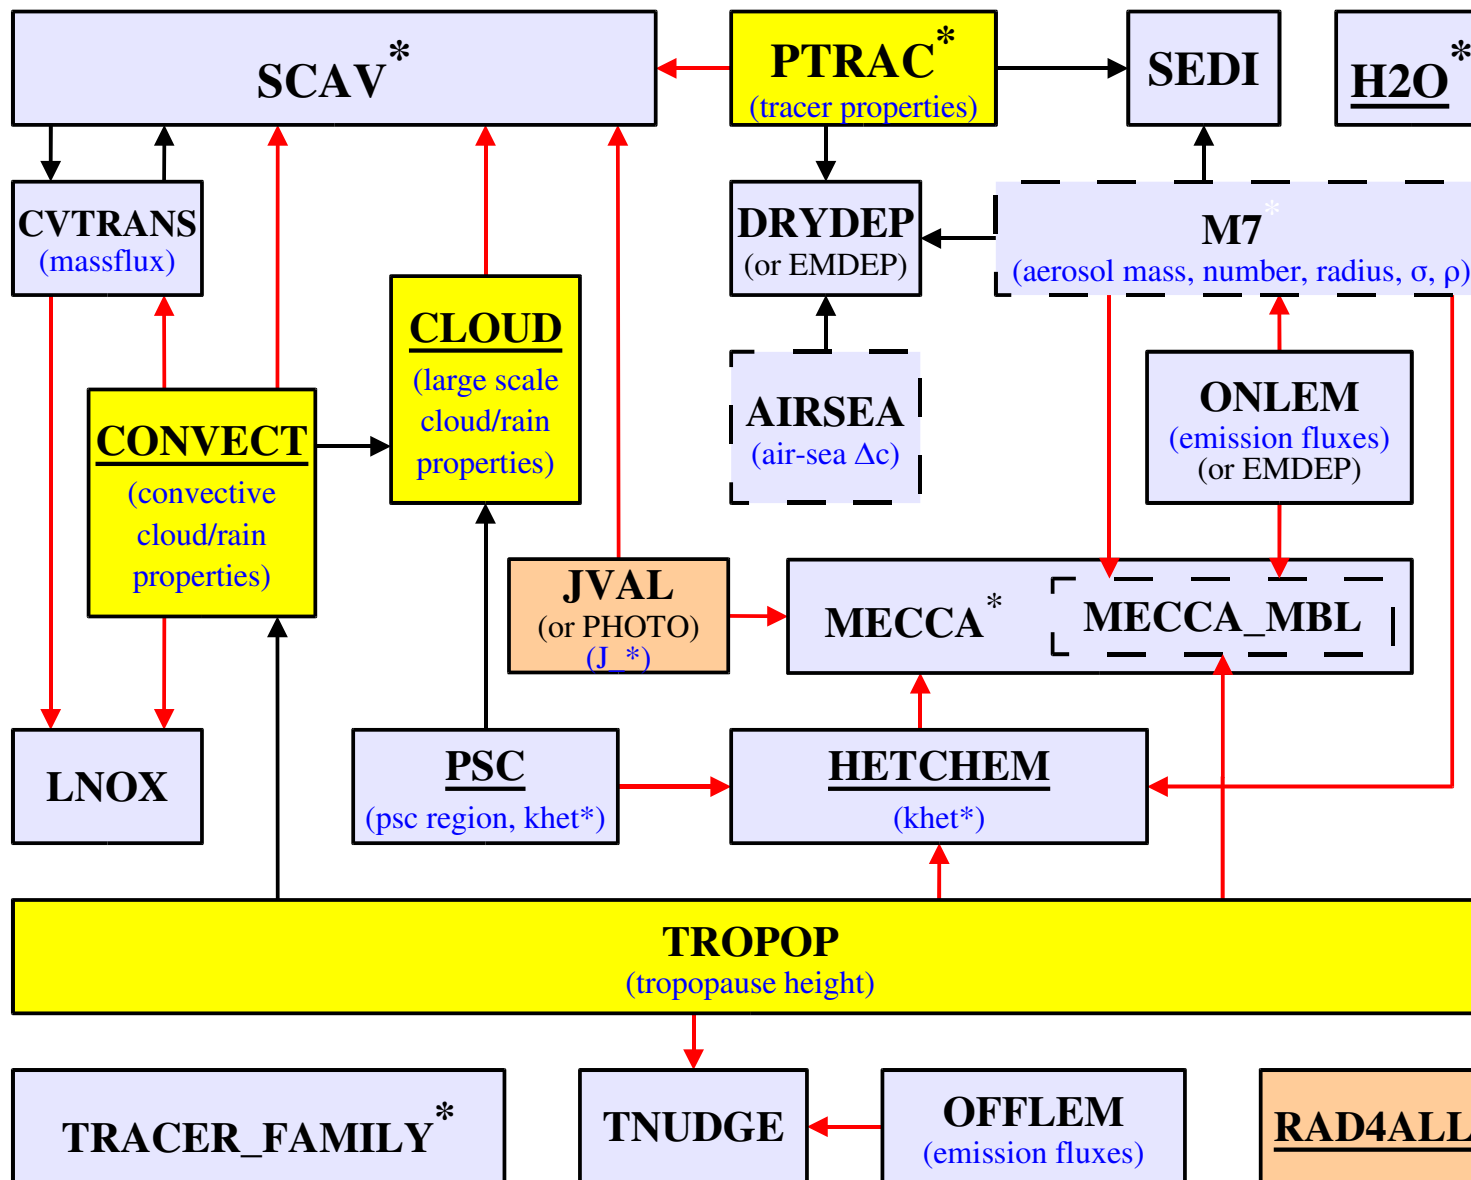 SCAV*
PTRAC*
(tracer properties)
SEDI
H2O*
CVTRANS
(massflux)
DRYDEP
(or EMDEP)
M7*
(aerosol mass, number, radius, σ, ρ)
CLOUD
(large scale
cloud/rain
properties)
AIRSEA
(air-sea Δc)
ONLEM
(emission fluxes)
(or EMDEP)
CONVECT
(convective
cloud/rain
properties)
JVAL
(or PHOTO)
(J_*)
MECCA*
MECCA_MBL
LNOX
PSC
(psc region, khet*)
HETCHEM
(khet*)
TROPOP
(tropopause height)
TRACER_FAMILY*
TNUDGE
OFFLEM
(emission fluxes)
RAD4ALL